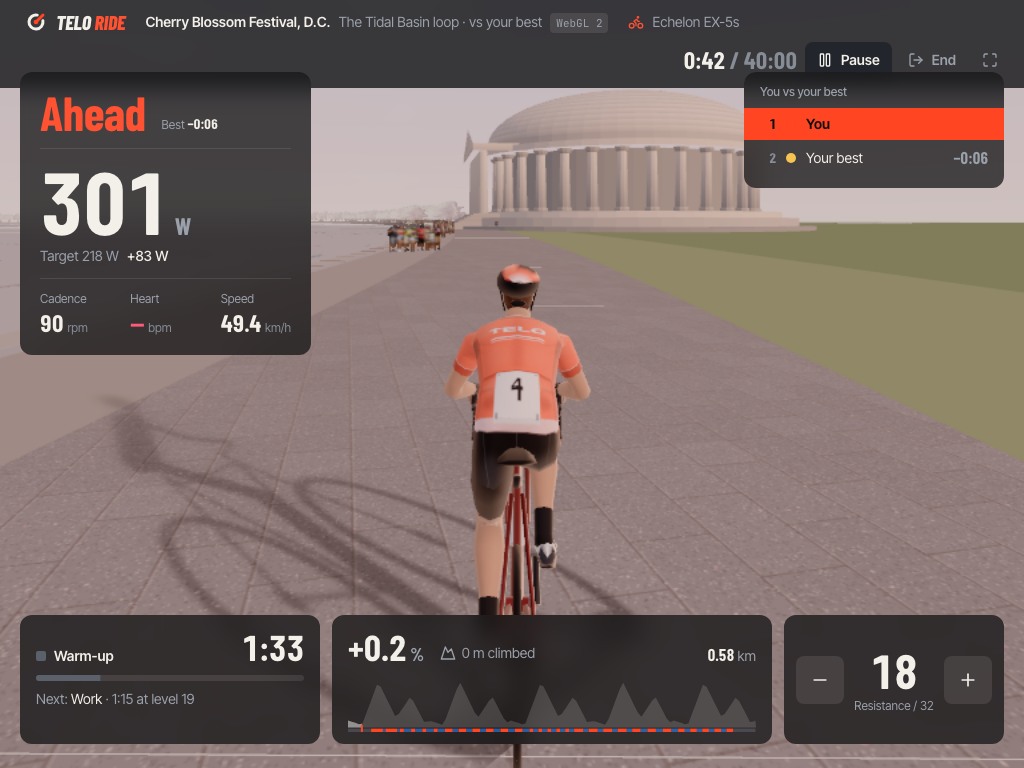 TELO RIDE Cherry Blossom Festival, D.C. The Tidal Basin loop · vs your best WebGL 2 Echelon EX-5s
0:42 / 40:00 Pause End
Ahead Best −0:06
301 W
Target 218 W +83 W
Cadence Heart Speed
90 rpm — bpm 49.4 km/h
You vs your best
1 You
2 Your best −0:06
TELO
4
Warm-up 1:33
Next: Work · 1:15 at level 19
+0.2 % 0 m climbed 0.58 km
− 18 +
Resistance / 32